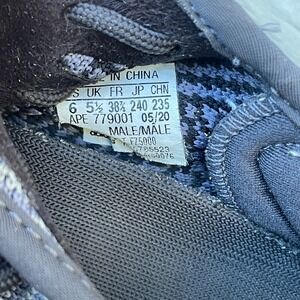 IN CHINA
US UK FR JP CHN
6 5½ 38⅔ 240 235
APE 779001 05/20
MALE/MALE